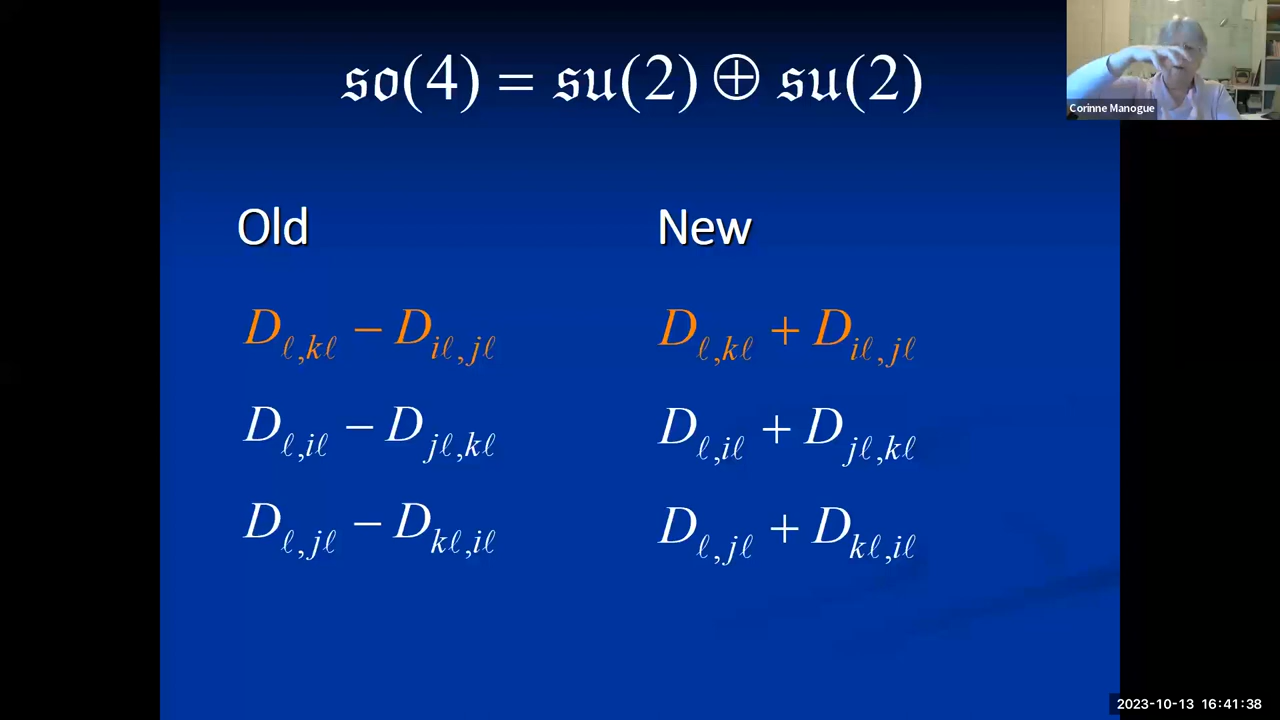 𝔰𝔬(4) = 𝔰𝔲(2) ⊕ 𝔰𝔲(2)
Corinne Manogue
Old New
D_{ℓ,kℓ} − D_{iℓ,jℓ} D_{ℓ,kℓ} + D_{iℓ,jℓ}
D_{ℓ,iℓ} − D_{jℓ,kℓ} D_{ℓ,iℓ} + D_{jℓ,kℓ}
D_{ℓ,jℓ} − D_{kℓ,iℓ} D_{ℓ,jℓ} + D_{kℓ,iℓ}
2023-10-13 16:41:38